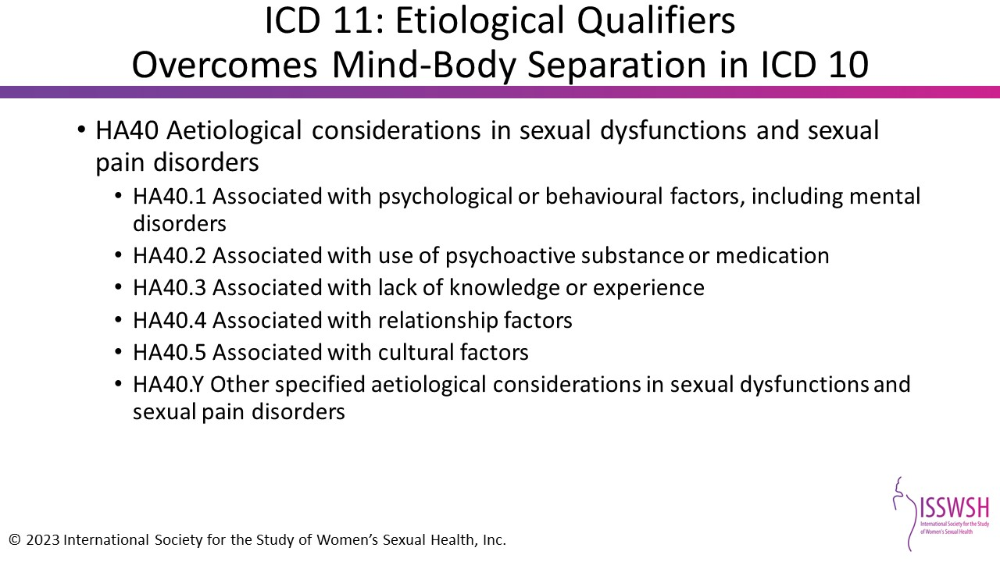 ICD 11: Etiological Qualifiers
Overcomes Mind-Body Separation in ICD 10
• HA40 Aetiological considerations in sexual dysfunctions and sexual
pain disorders
• HA40.1 Associated with psychological or behavioural factors, including mental
disorders
• HA40.2 Associated with use of psychoactive substance or medication
• HA40.3 Associated with lack of knowledge or experience
• HA40.4 Associated with relationship factors
• HA40.5 Associated with cultural factors
• HA40.Y Other specified aetiological considerations in sexual dysfunctions and
sexual pain disorders
ISSWSH
International Society for the Study
of Women's Sexual Health
© 2023 International Society for the Study of Women’s Sexual Health, Inc.